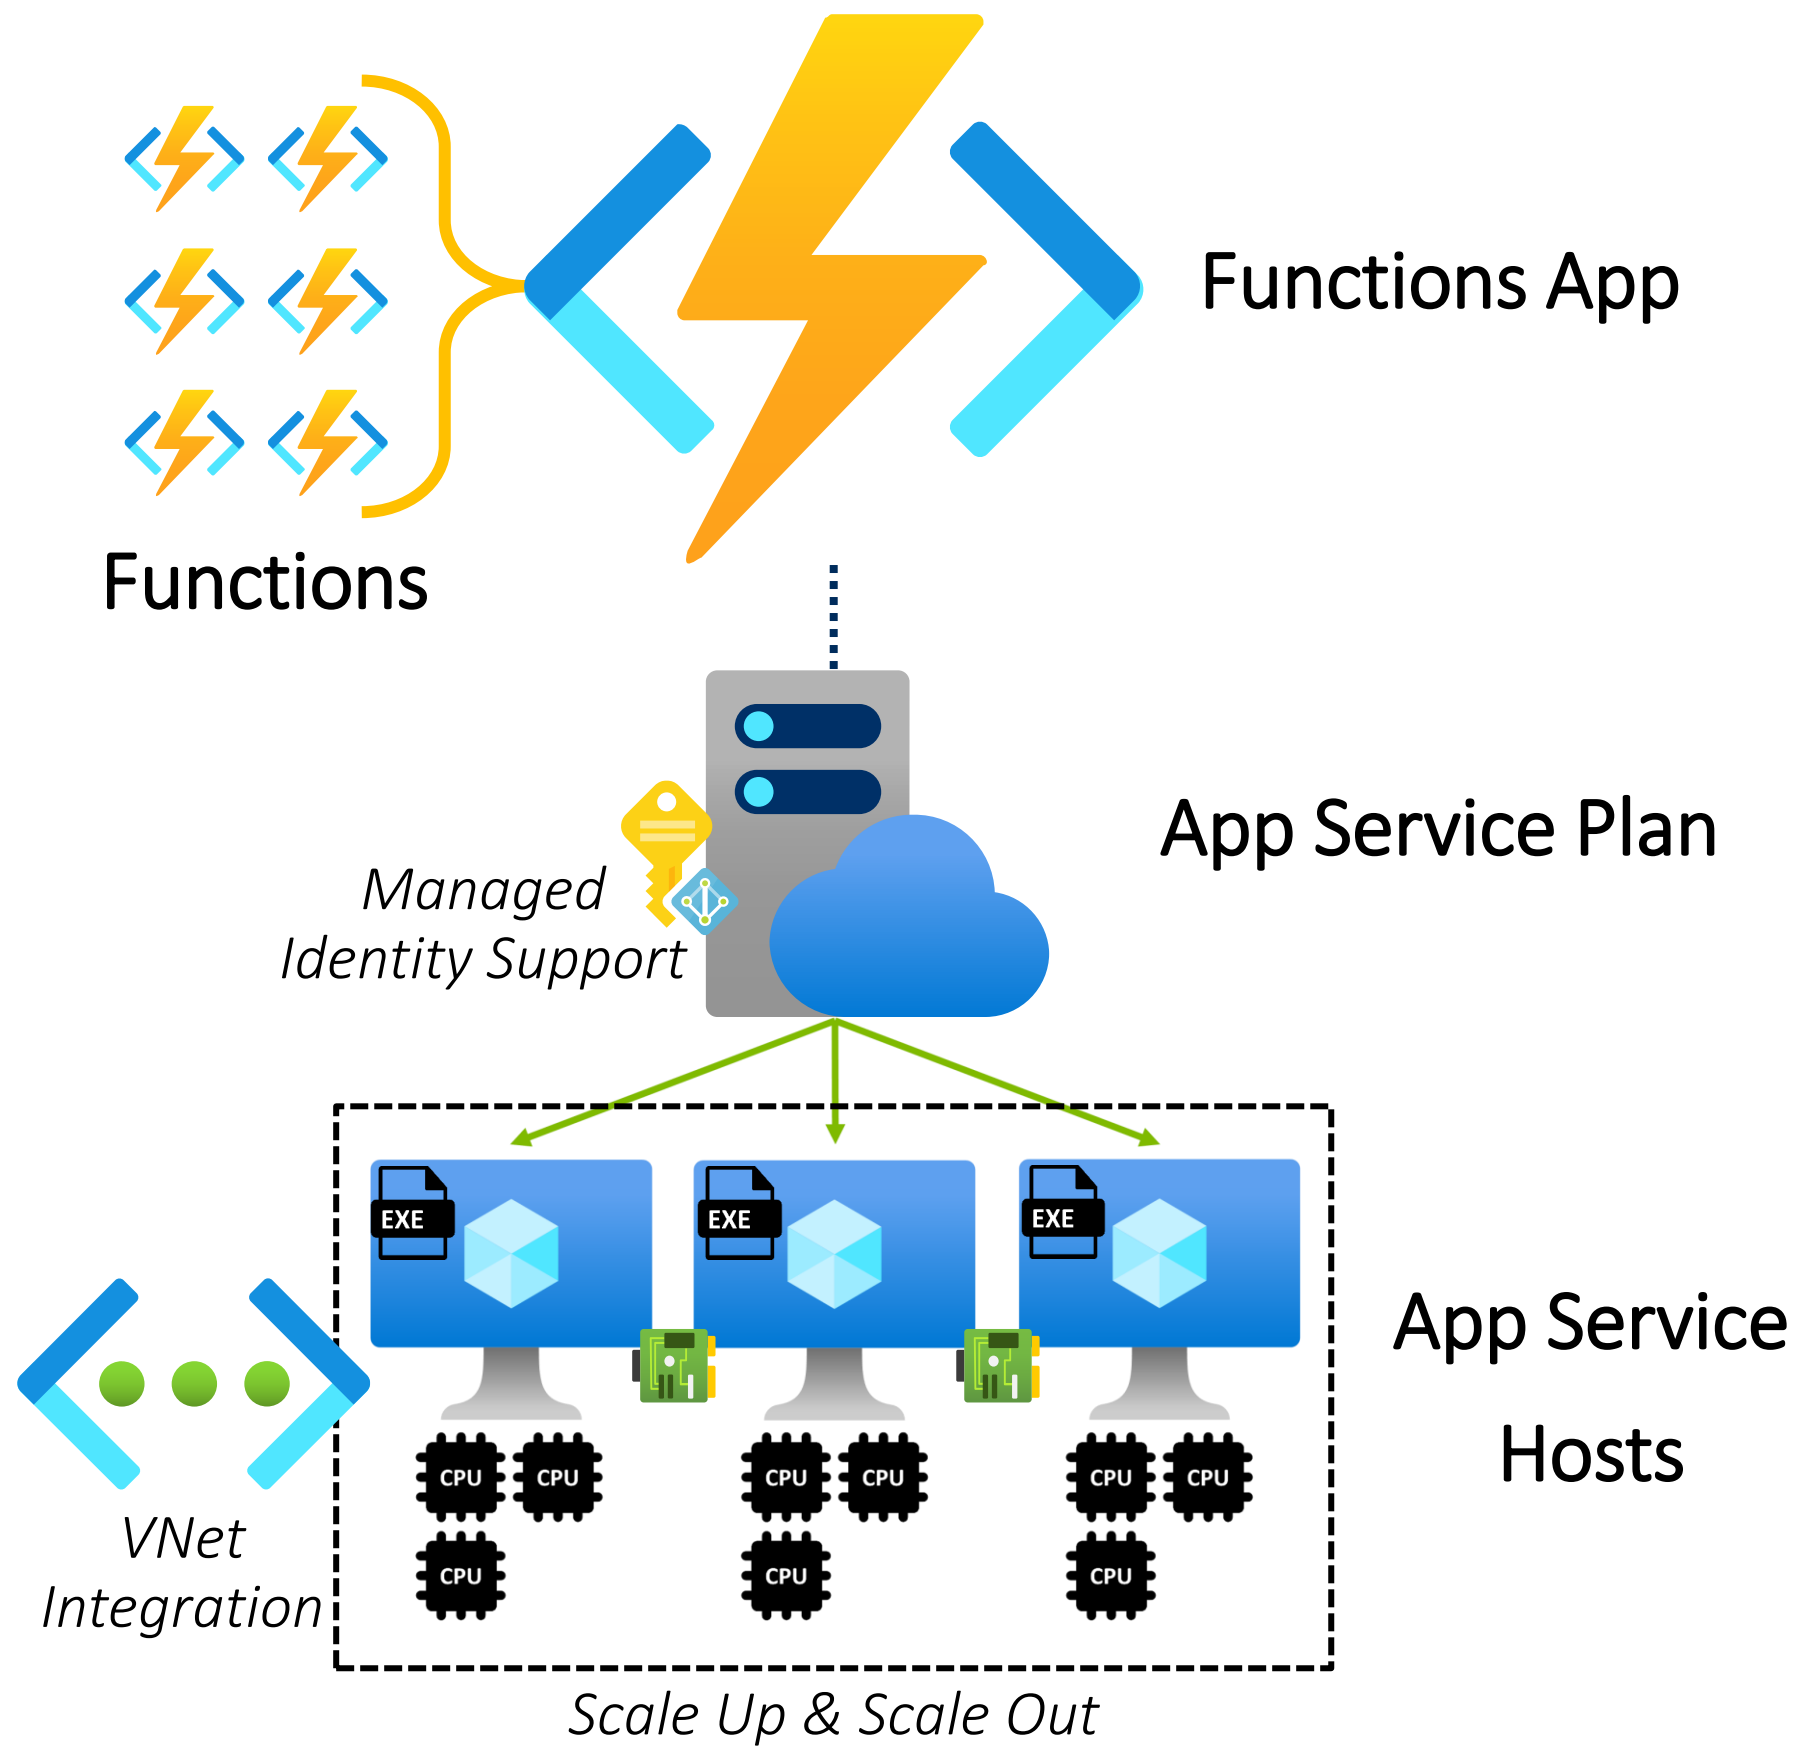 Functions App
Functions
App Service Plan
Managed
Identity Support
EXE
EXE
EXE
App Service
Hosts
CPU
CPU
CPU
CPU
CPU
CPU
CPU
CPU
CPU
VNet
Integration
Scale Up & Scale Out